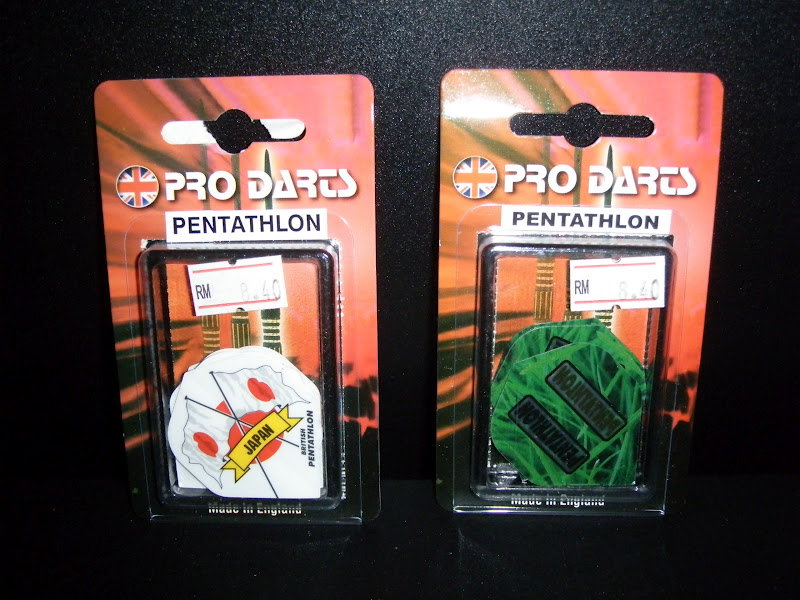 PRO DARTS
PENTATHLON
RM 8.40
JAPAN
BRITISH
PENTATHLON
Made in England
PRO DARTS
PENTATHLON
RM 8.40
PENTATHLON
PENTATHLON
Made in England